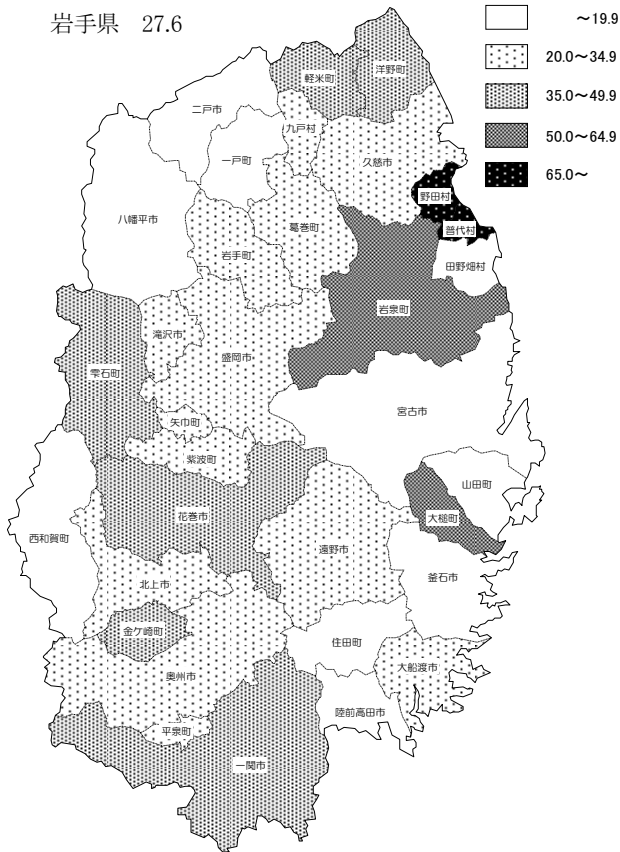 岩手県 27.6
～19.9
20.0～34.9
35.0～49.9
50.0～64.9
65.0～
洋野町
軽米町
二戸市
九戸村
一戸町
久慈市
野田村
八幡平市
葛巻町
普代村
岩手町
田野畑村
岩泉町
滝沢市
盛岡市
雫石町
宮古市
矢巾町
紫波町
山田町
花巻市
大槌町
西和賀町
遠野市
北上市
釜石市
金ケ崎町
住田町
大船渡市
奥州市
陸前高田市
平泉町
一関市